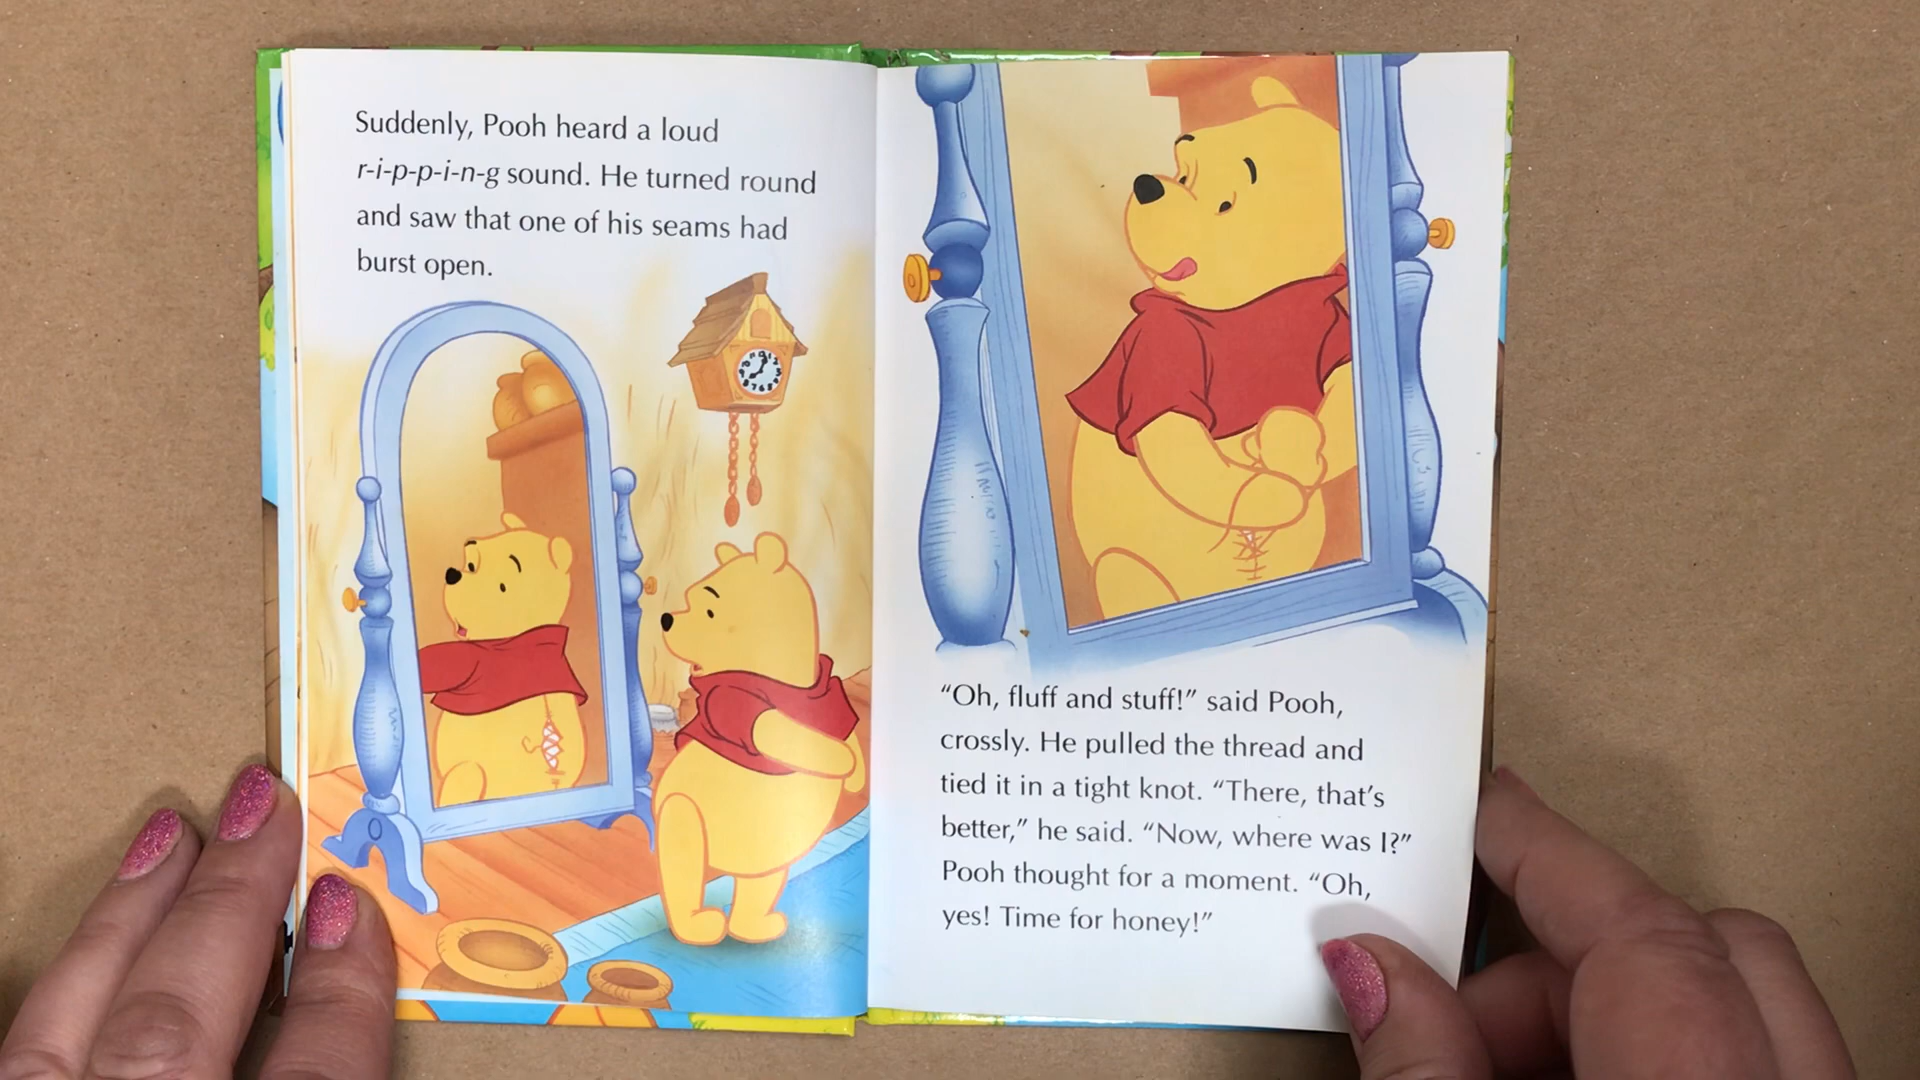 Suddenly, Pooh heard a loud
r-i-p-p-i-n-g sound. He turned round
and saw that one of his seams had
burst open.
“Oh, fluff and stuff!” said Pooh,
crossly. He pulled the thread and
tied it in a tight knot. “There, that’s
better,” he said. “Now, where was I?”
Pooh thought for a moment. “Oh,
yes! Time for honey!”